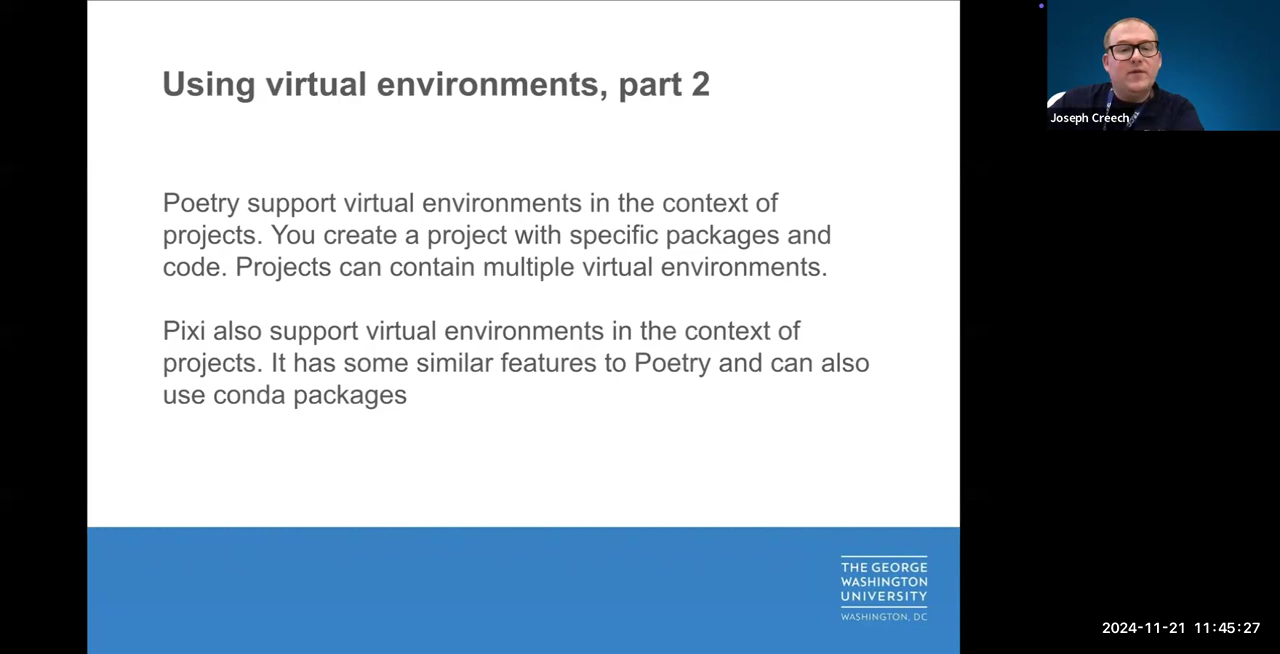 Using virtual environments, part 2
Poetry support virtual environments in the context of
projects. You create a project with specific packages and
code. Projects can contain multiple virtual environments.
Pixi also support virtual environments in the context of
projects. It has some similar features to Poetry and can also
use conda packages
THE GEORGE
WASHINGTON
UNIVERSITY
WASHINGTON, DC
Joseph Creech
2024-11-21 11:45:27